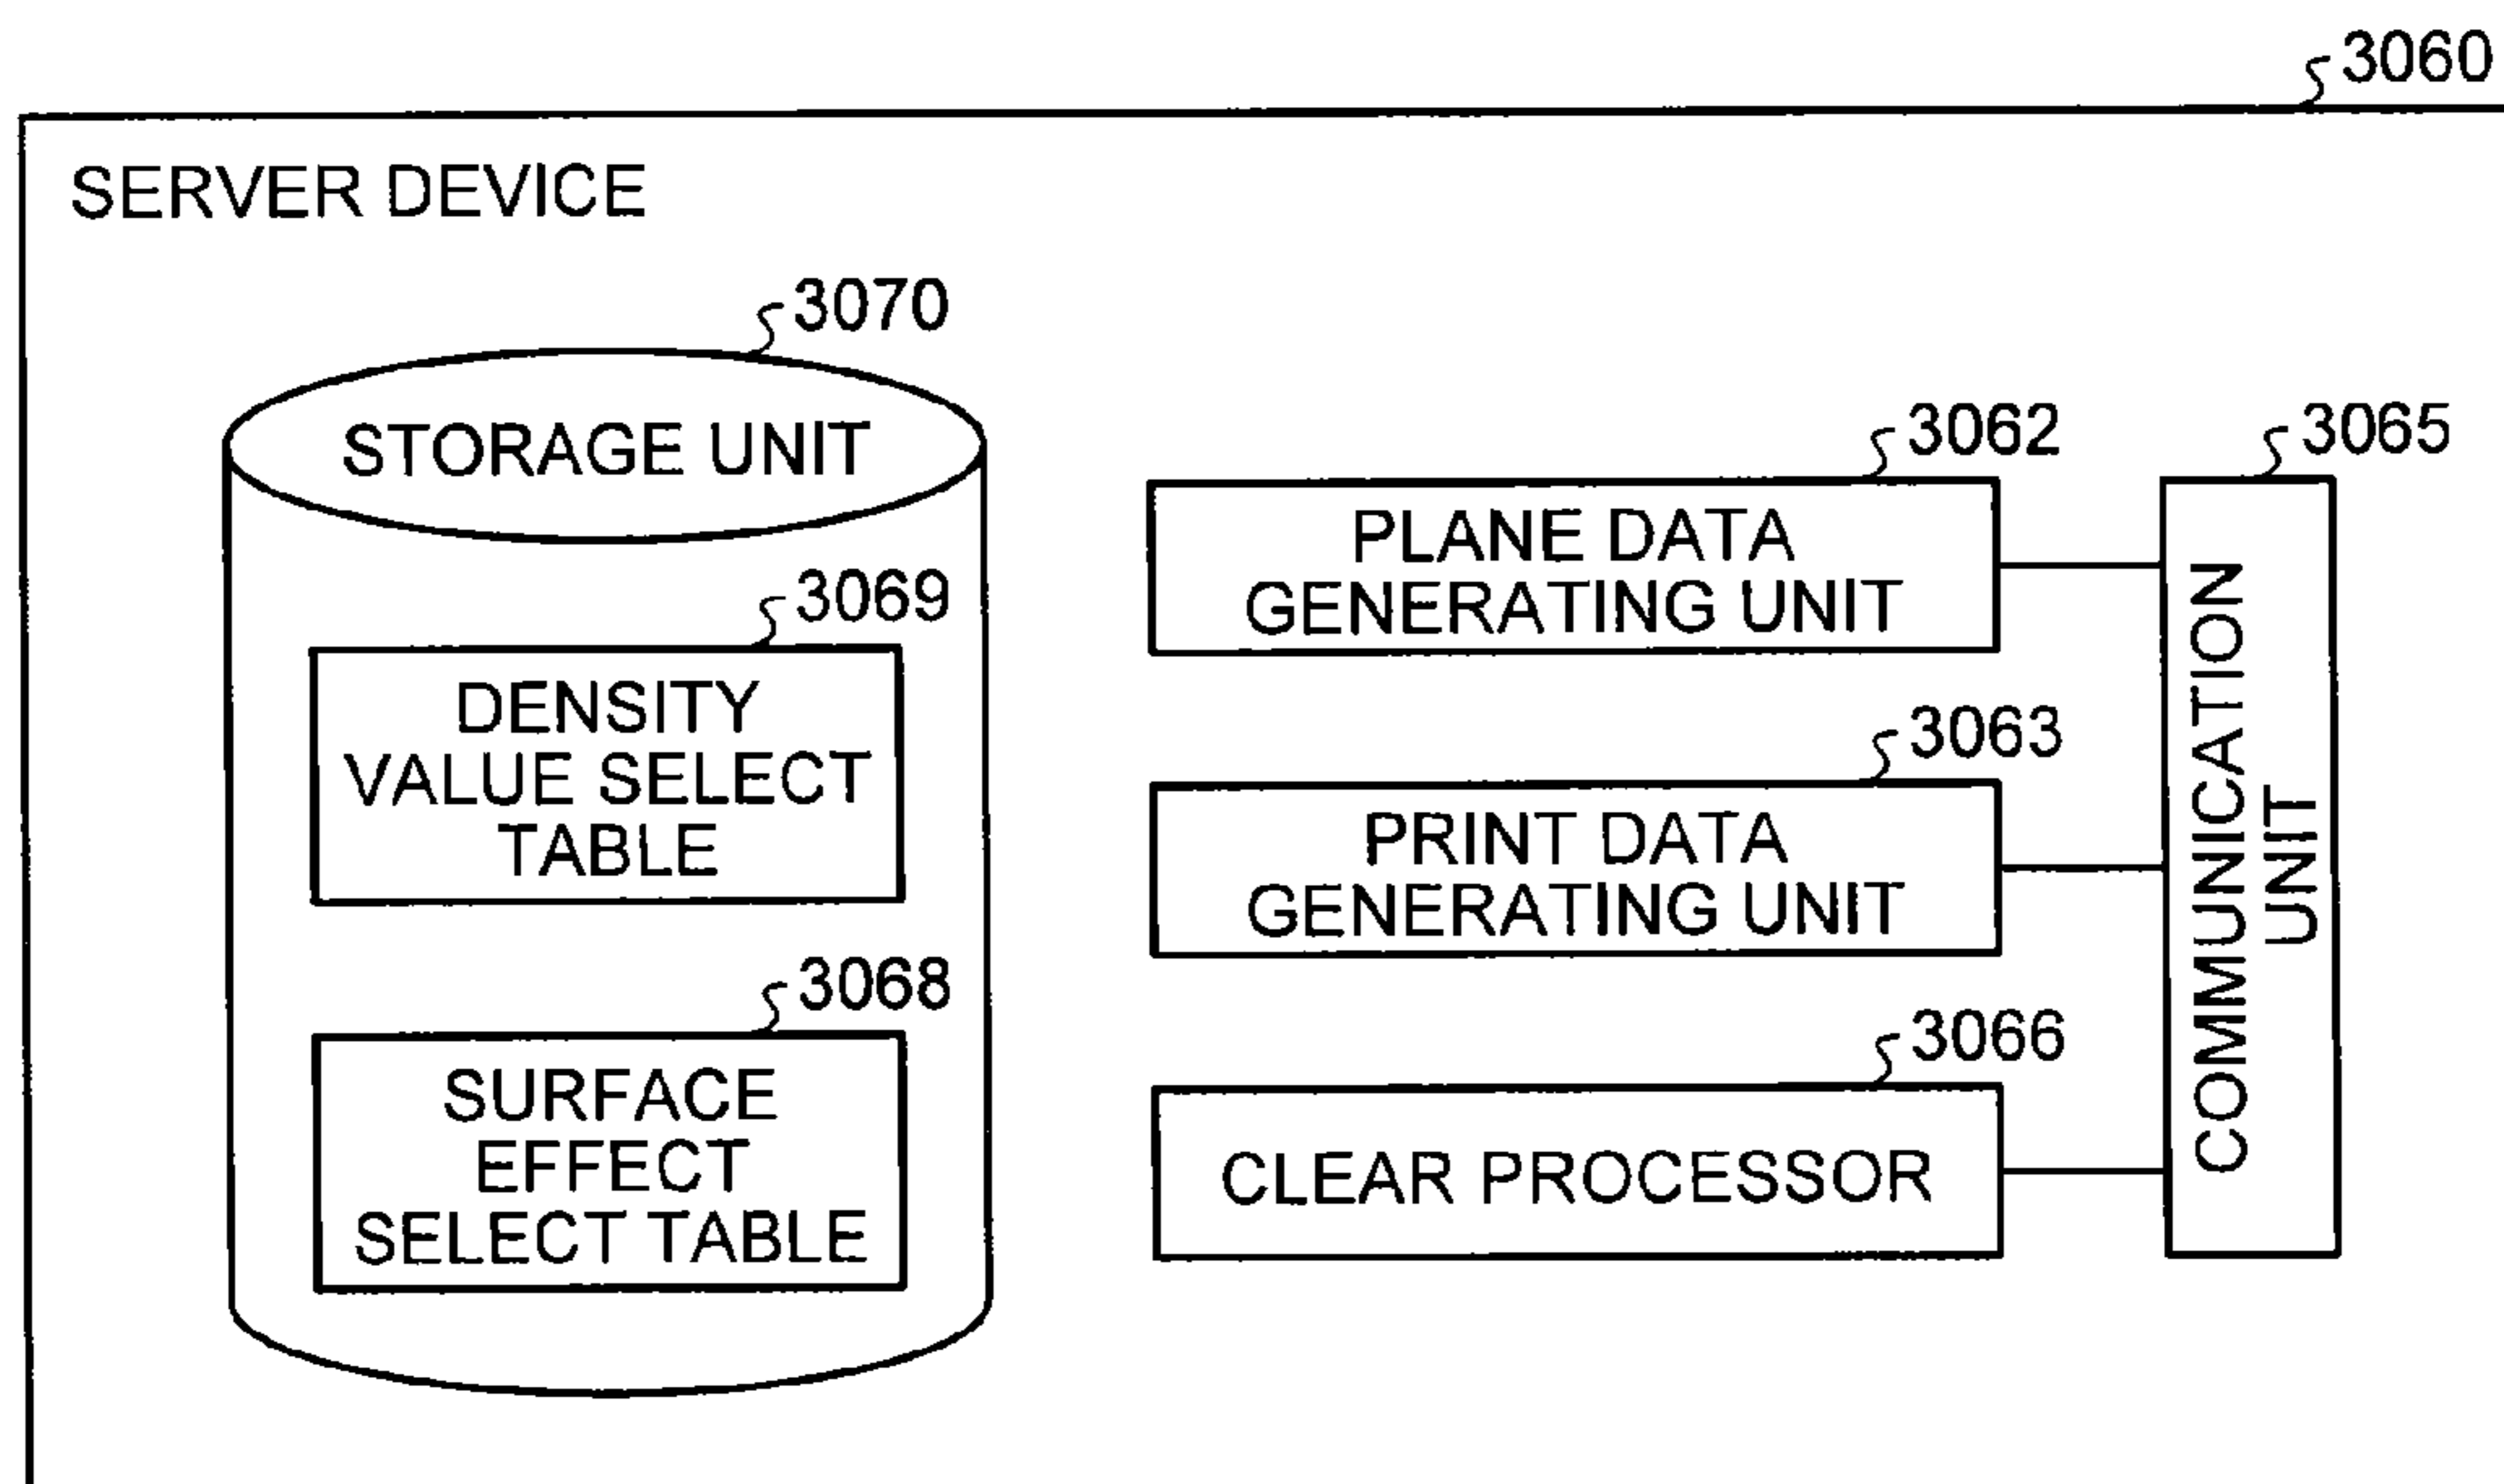 3060
SERVER DEVICE
3070
STORAGE UNIT
3069
DENSITY
VALUE SELECT
TABLE
3068
SURFACE
EFFECT
SELECT TABLE
3062
PLANE DATA
GENERATING UNIT
3063
PRINT DATA
GENERATING UNIT
3066
CLEAR PROCESSOR
3065
COMMUNICATION
UNIT